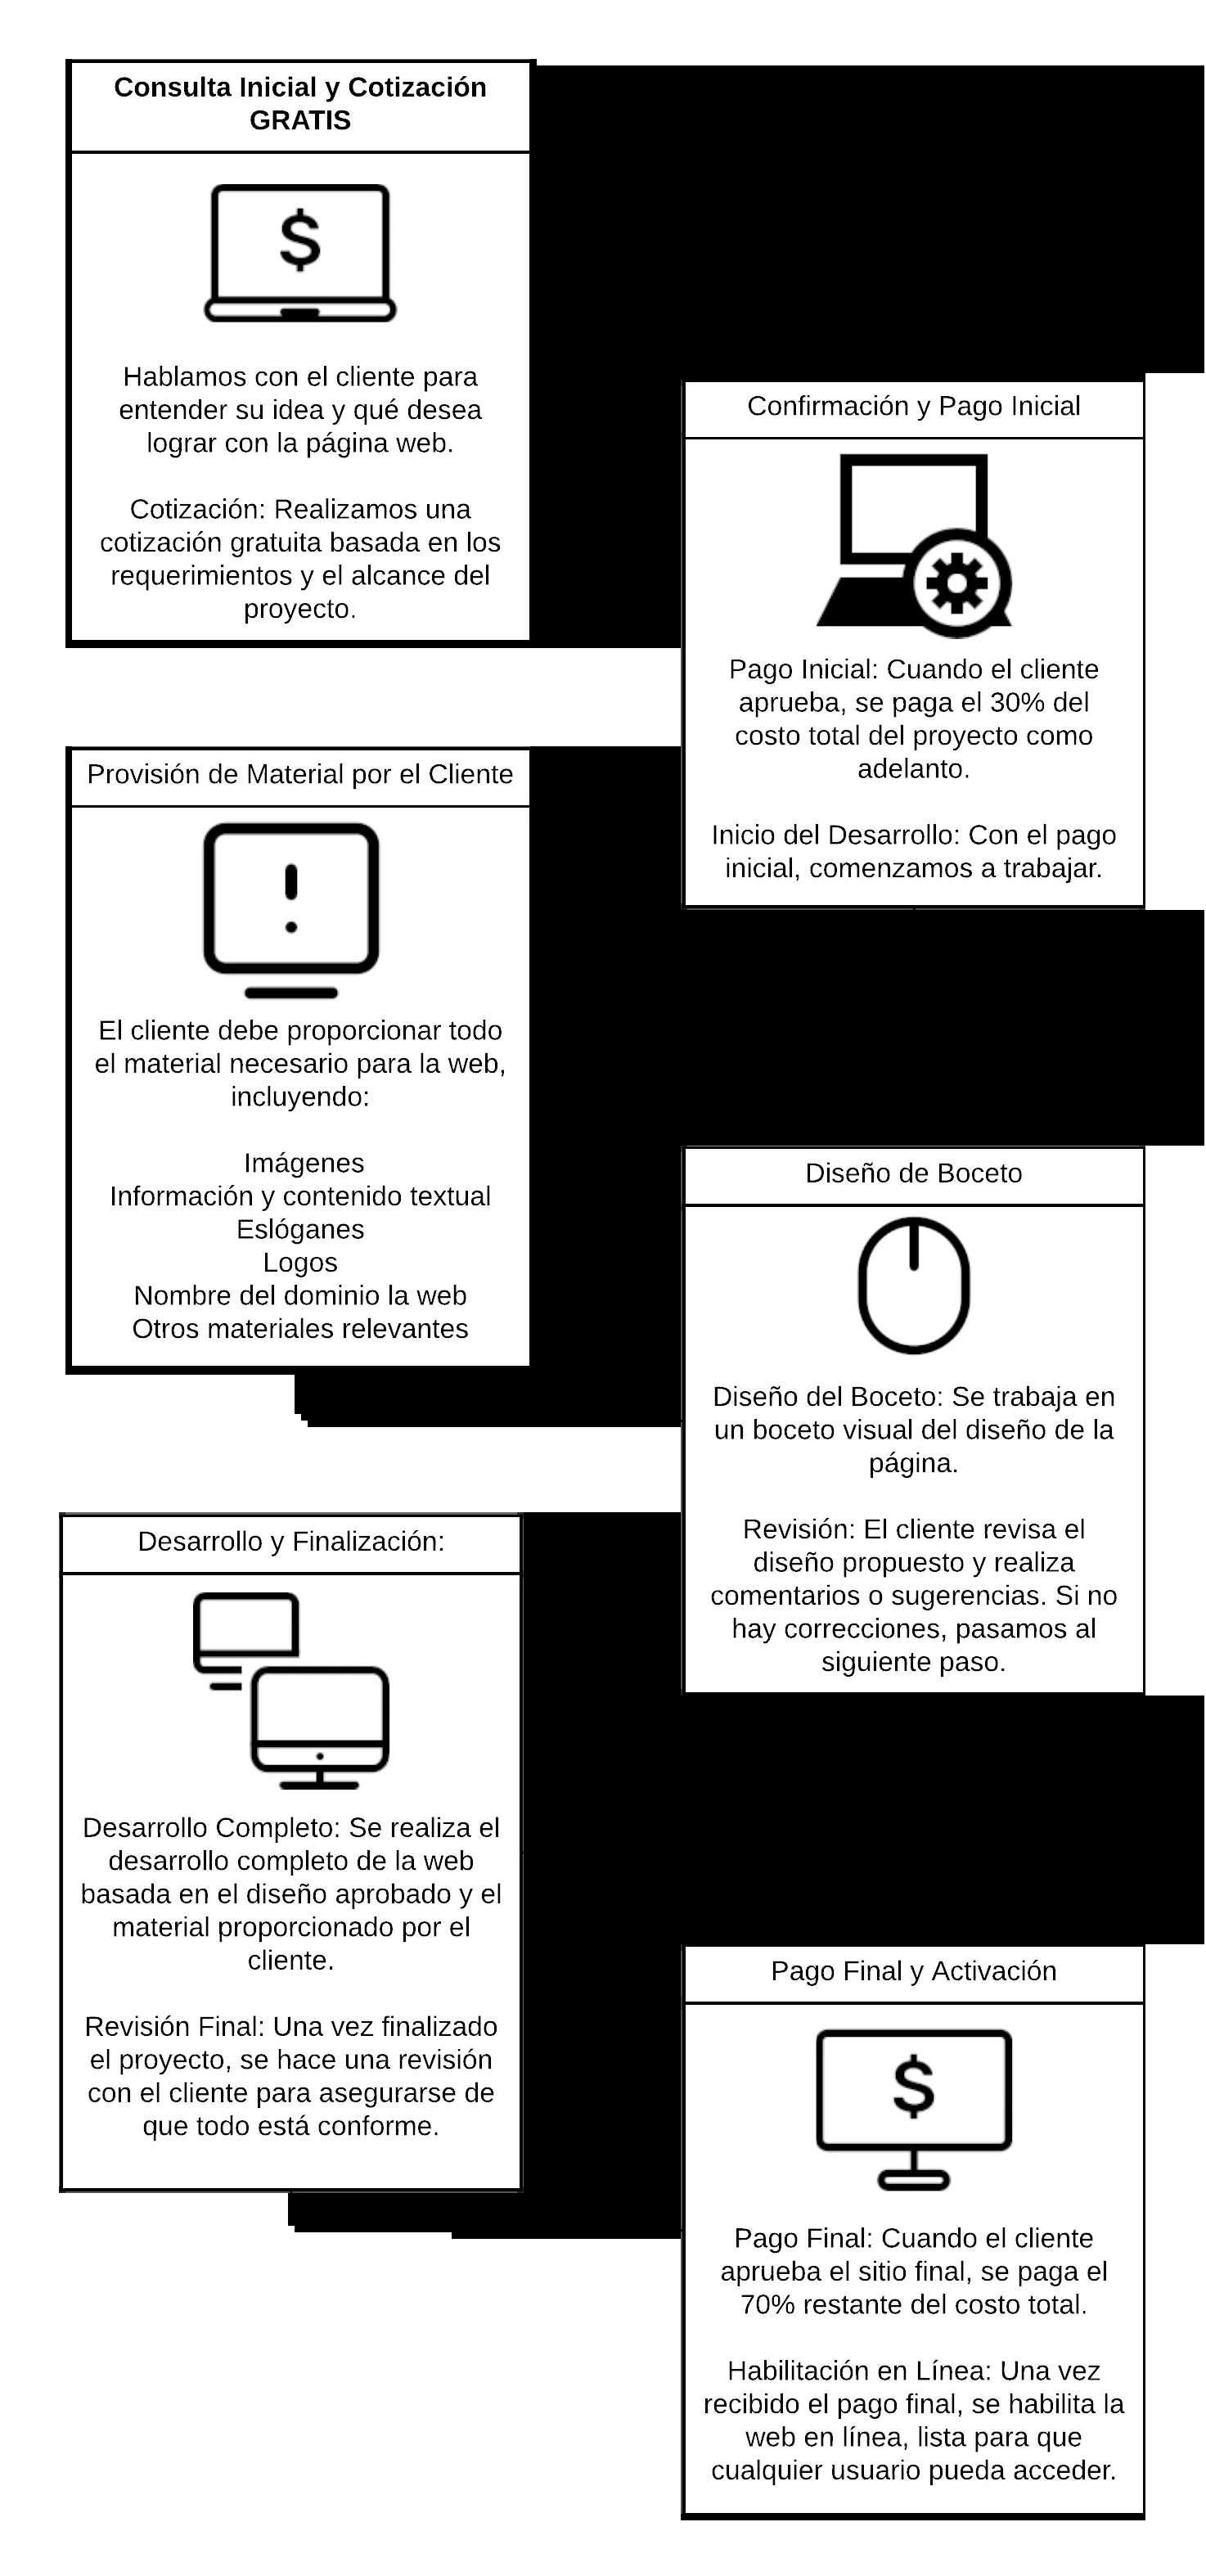 Consulta Inicial y Cotización
GRATIS
$
Hablamos con el cliente para
entender su idea y qué desea
lograr con la página web.
Cotización: Realizamos una
cotización gratuita basada en los
requerimientos y el alcance del
proyecto.
Confirmación y Pago Inicial
Pago Inicial: Cuando el cliente
aprueba, se paga el 30% del
costo total del proyecto como
adelanto.
Inicio del Desarrollo: Con el pago
inicial, comenzamos a trabajar.
Provisión de Material por el Cliente
!
El cliente debe proporcionar todo
el material necesario para la web,
incluyendo:
Imágenes
Información y contenido textual
Eslóganes
Logos
Nombre del dominio la web
Otros materiales relevantes
Diseño de Boceto
Diseño del Boceto: Se trabaja en
un boceto visual del diseño de la
página.
Revisión: El cliente revisa el
diseño propuesto y realiza
comentarios o sugerencias. Si no
hay correcciones, pasamos al
siguiente paso.
Desarrollo y Finalización:
Desarrollo Completo: Se realiza el
desarrollo completo de la web
basada en el diseño aprobado y el
material proporcionado por el
cliente.
Revisión Final: Una vez finalizado
el proyecto, se hace una revisión
con el cliente para asegurarse de
que todo está conforme.
Pago Final y Activación
$
Pago Final: Cuando el cliente
aprueba el sitio final, se paga el
70% restante del costo total.
Habilitación en Línea: Una vez
recibido el pago final, se habilita la
web en línea, lista para que
cualquier usuario pueda acceder.